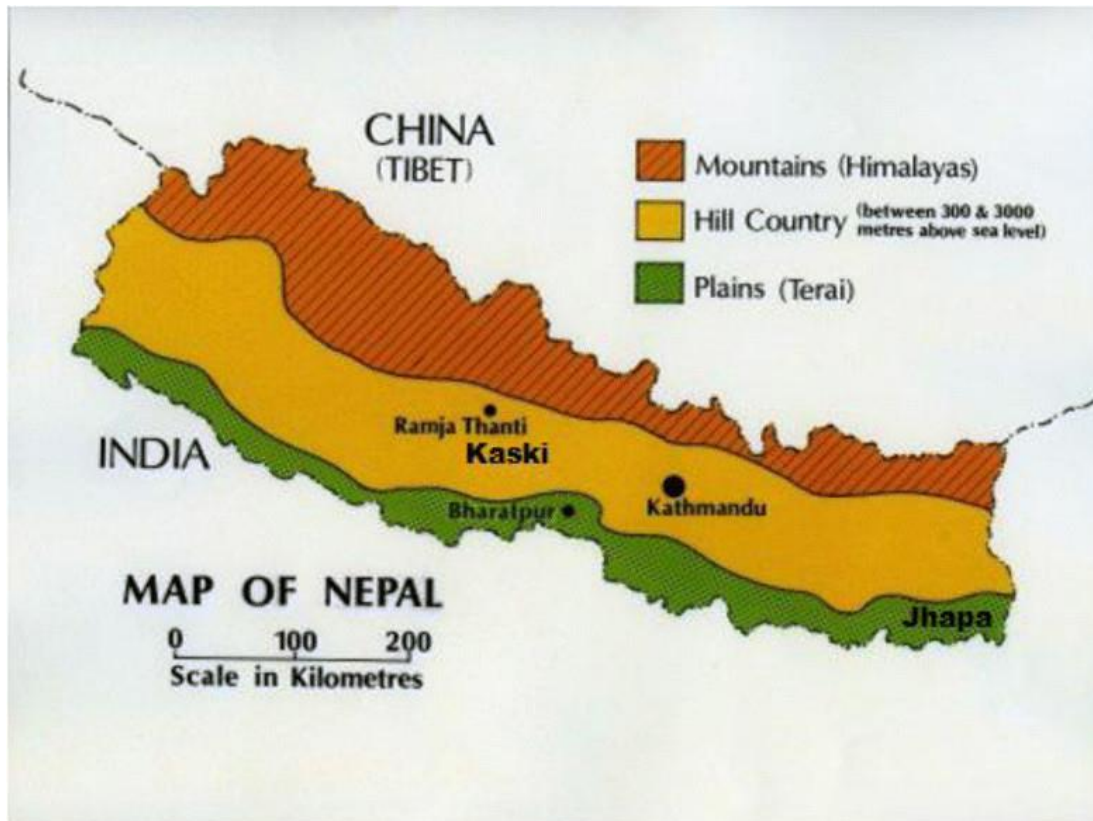 CHINA
(TIBET)
Mountains (Himalayas)
Hill Country (between 300 & 3000
metres above sea level)
Plains (Terai)
Ramja Thanti
Kaski
INDIA
Bharatpur
Kathmandu
MAP OF NEPAL
Jhapa
0 100 200
Scale in Kilometres